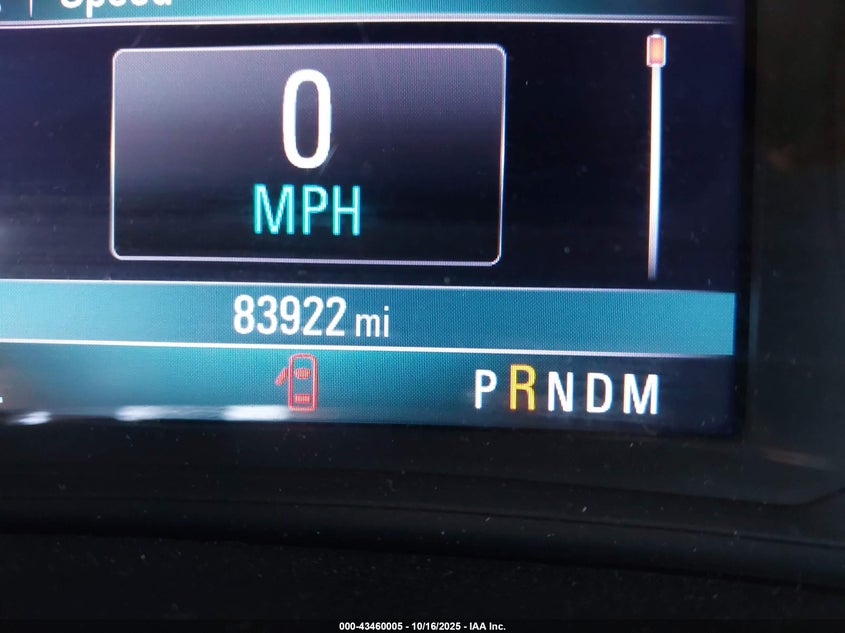 Speed
0
MPH
83922 mi
PRNDM
000-43460005 - 10/16/2025 - IAA Inc.